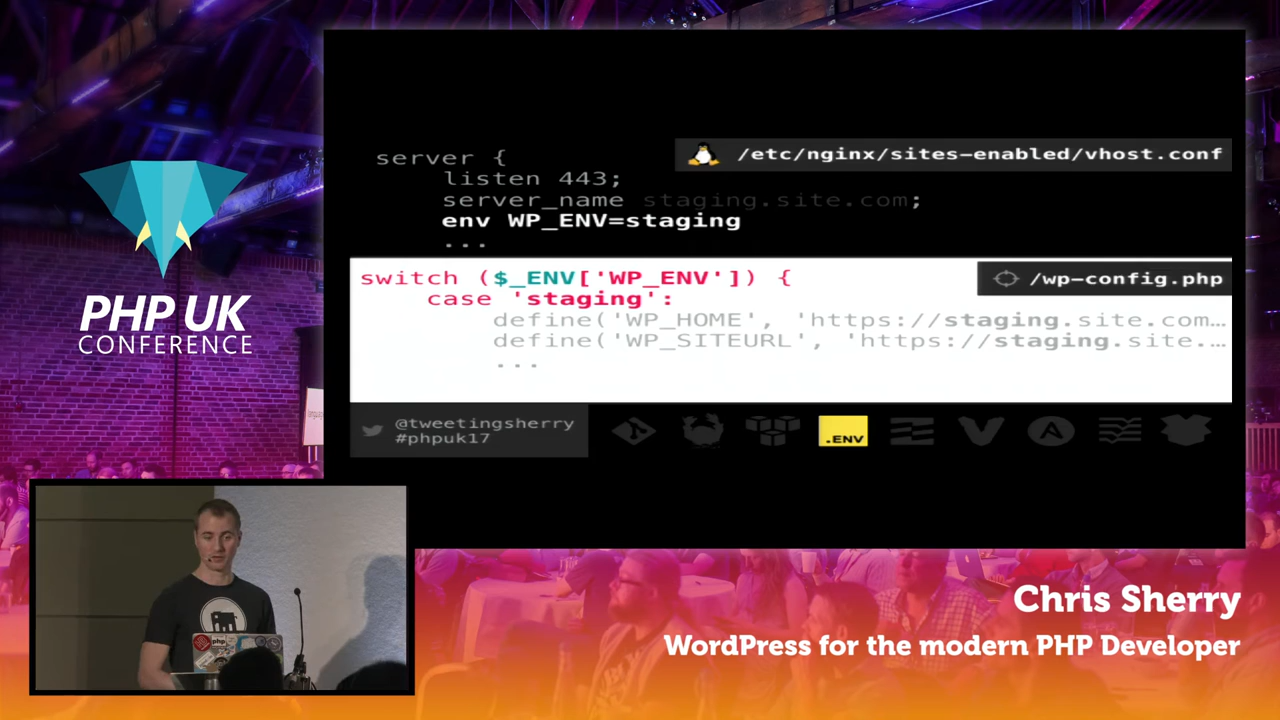 server {
/etc/nginx/sites-enabled/vhost.conf
listen 443;
server_name staging.site.com;
env WP_ENV=staging
...
switch ($_ENV['WP_ENV']) {
/wp-config.php
case 'staging':
define('WP_HOME', 'https://staging.site.com…
define('WP_SITEURL', 'https://staging.site.…
...
@tweetingsherry
#phpuk17
.ENV
PHP UK
CONFERENCE
php
Chris Sherry
WordPress for the modern PHP Developer